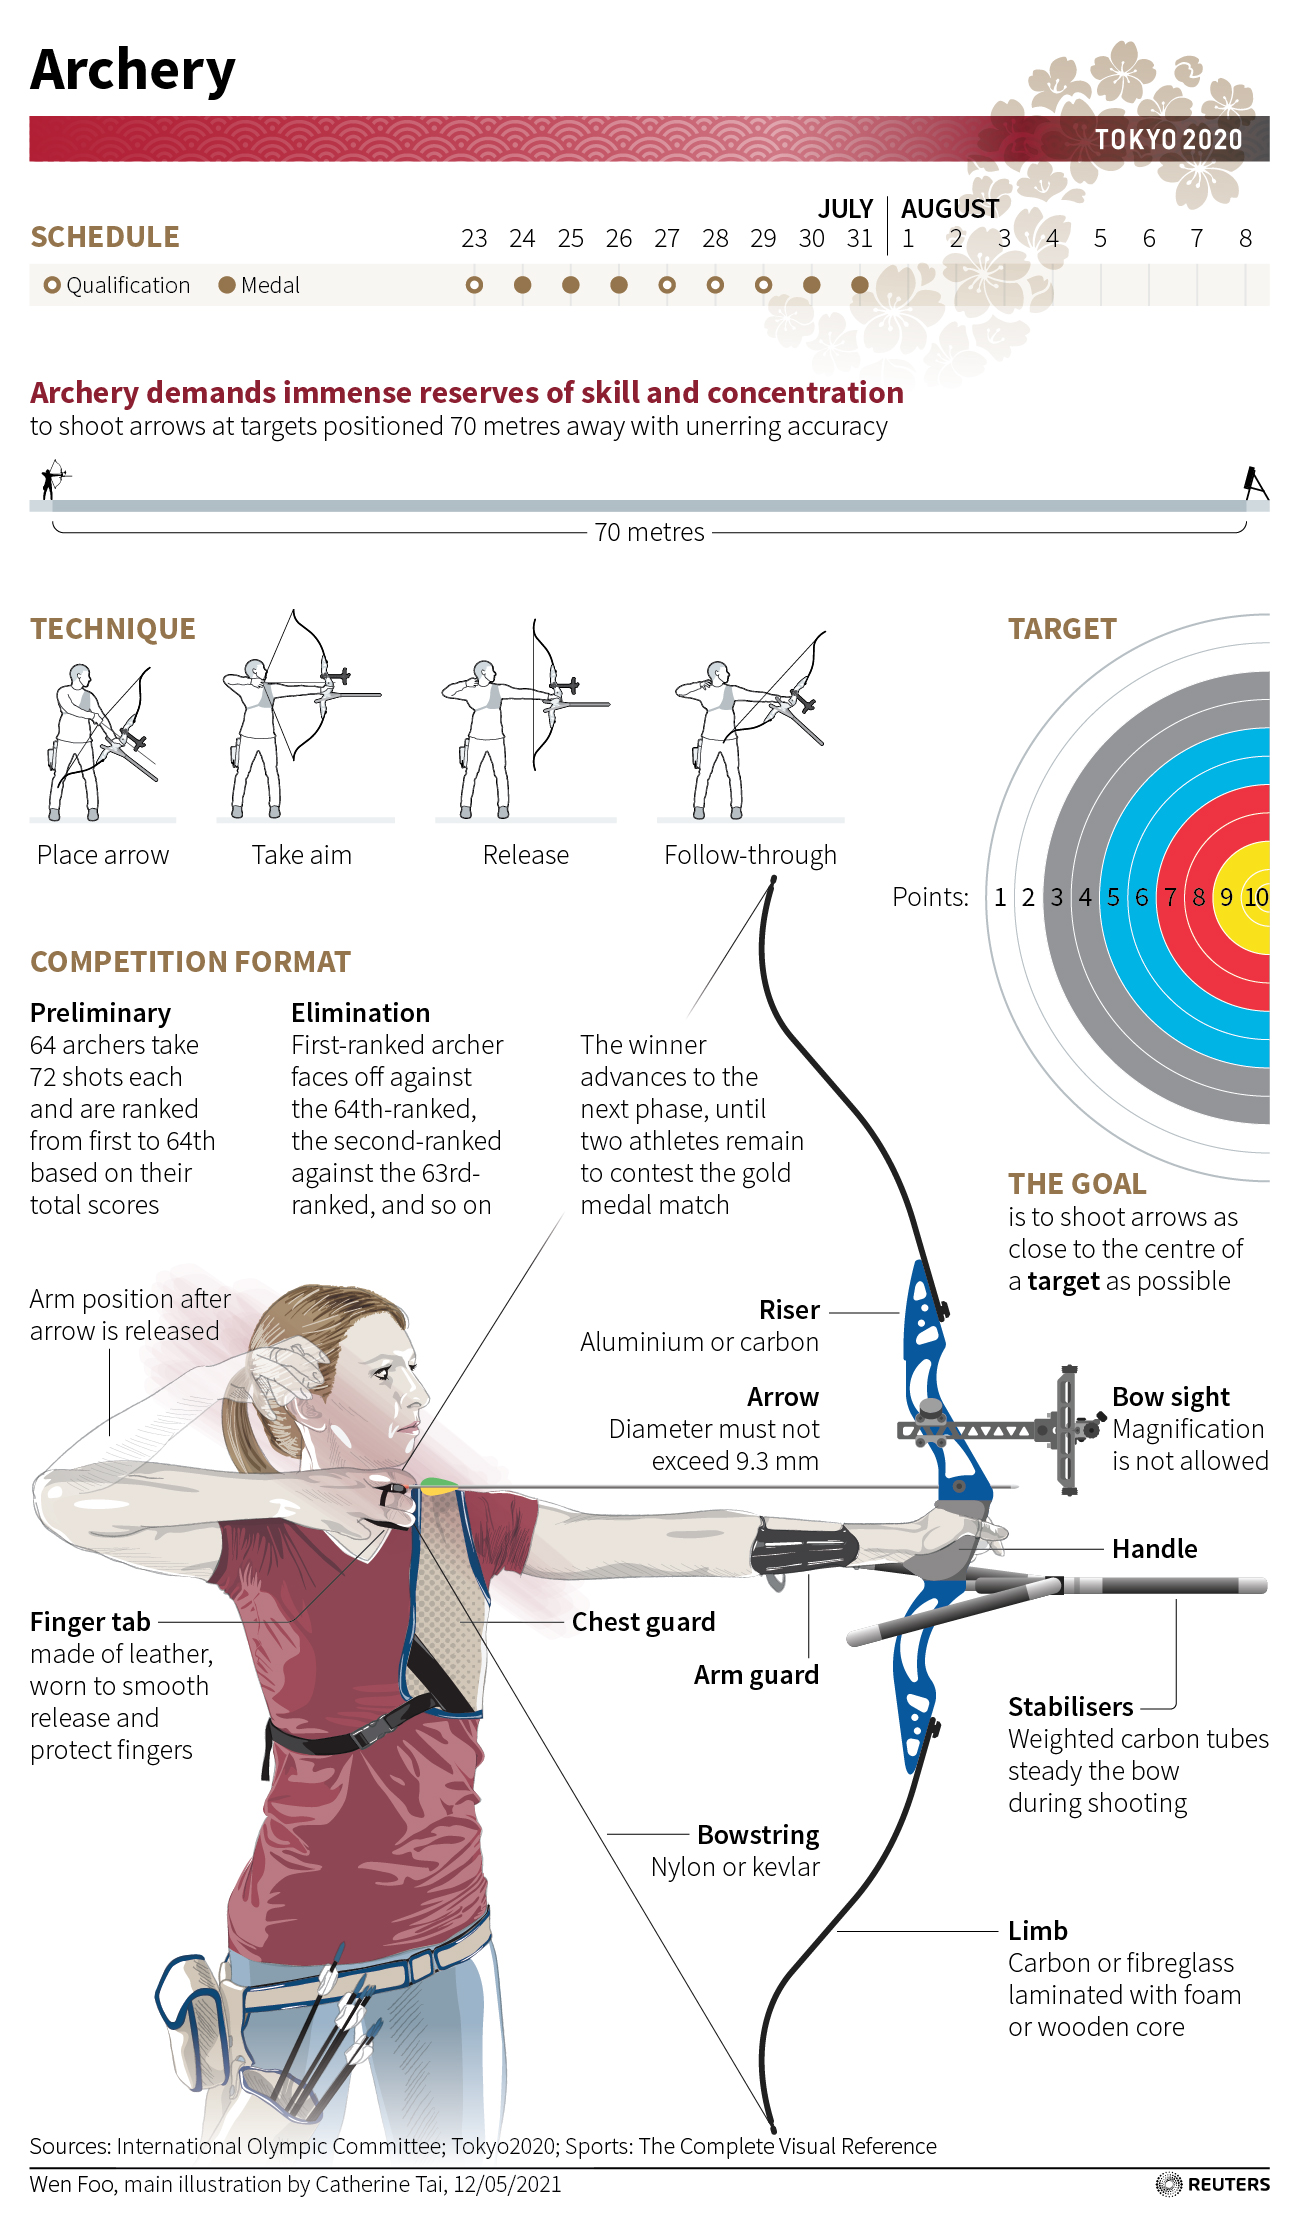 Archery
TOKYO 2020
JULY AUGUST
SCHEDULE 23 24 25 26 27 28 29 30 31 1 2 3 4 5 6 7 8
Qualification Medal
Archery demands immense reserves of skill and concentration
to shoot arrows at targets positioned 70 metres away with unerring accuracy
70 metres
TECHNIQUE
Place arrow
Take aim
Release
Follow-through
TARGET
Points: 1 2 3 4 5 6 7 8 9 10
COMPETITION FORMAT
Preliminary
64 archers take
72 shots each
and are ranked
from first to 64th
based on their
total scores
Elimination
First-ranked archer
faces off against
the 64th-ranked,
the second-ranked
against the 63rd-
ranked, and so on
The winner
advances to the
next phase, until
two athletes remain
to contest the gold
medal match
THE GOAL
is to shoot arrows as
close to the centre of
a target as possible
Arm position after
arrow is released
Riser
Aluminium or carbon
Arrow
Diameter must not
exceed 9.3 mm
Bow sight
Magnification
is not allowed
Handle
Finger tab
made of leather,
worn to smooth
release and
protect fingers
Chest guard
Arm guard
Stabilisers
Weighted carbon tubes
steady the bow
during shooting
Bowstring
Nylon or kevlar
Limb
Carbon or fibreglass
laminated with foam
or wooden core
Sources: International Olympic Committee; Tokyo2020; Sports: The Complete Visual Reference
Wen Foo, main illustration by Catherine Tai, 12/05/2021
REUTERS